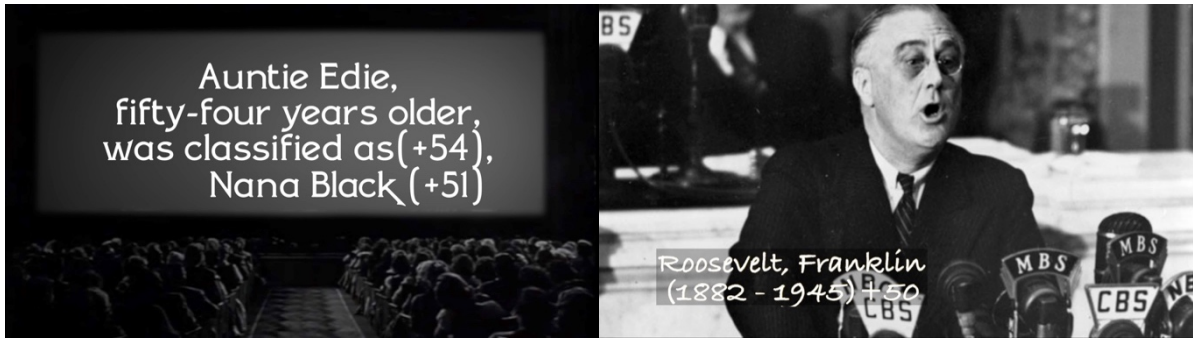 Auntie Edie,
fifty-four years older,
was classified as(+54),
Nana Black (+51)
BS
Roosevelt, Franklin
(1882 - 1945) +50
CBS
MBS
MBS
CBS